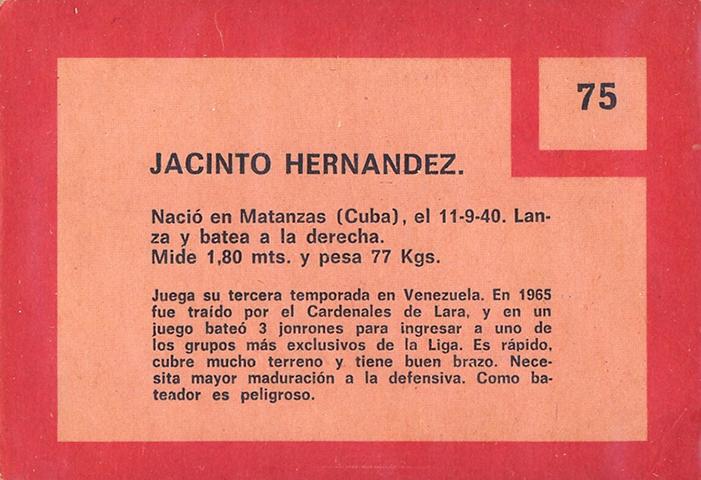 75
JACINTO HERNANDEZ.
Nació en Matanzas (Cuba), el 11-9-40. Lan-
za y batea a la derecha.
Mide 1,80 mts. y pesa 77 Kgs.
Juega su tercera temporada en Venezuela. En 1965
fue traído por el Cardenales de Lara, y en un
juego bateó 3 jonrones para ingresar a uno de
los grupos más exclusivos de la Liga. Es rápido,
cubre mucho terreno y tiene buen brazo. Nece-
sita mayor maduración a la defensiva. Como ba-
teador es peligroso.